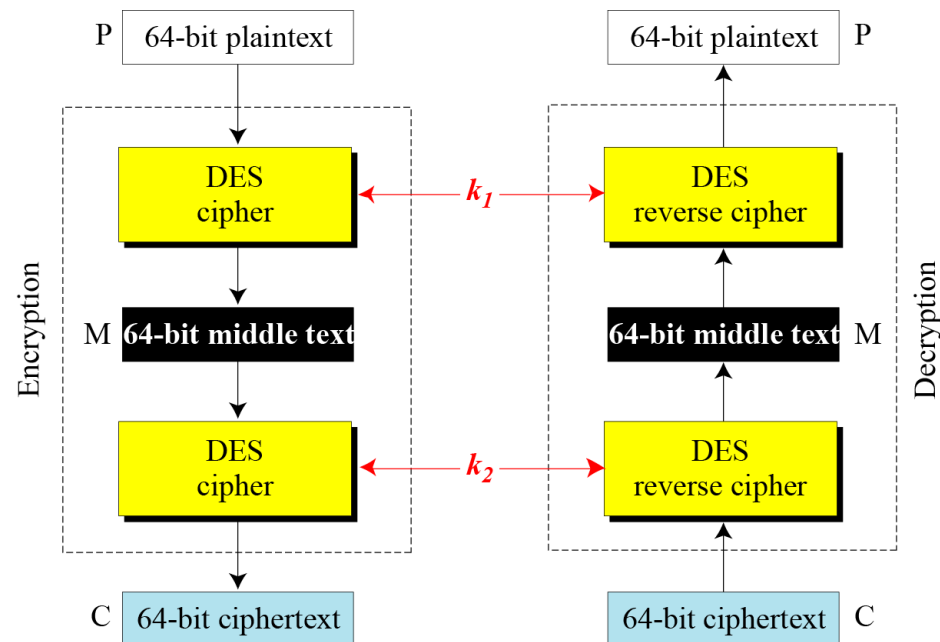 P 64-bit plaintext
64-bit plaintext P
Encryption
DES
cipher
k1
DES
reverse cipher
M 64-bit middle text
64-bit middle text M
DES
cipher
k2
DES
reverse cipher
Decryption
C 64-bit ciphertext
64-bit ciphertext C